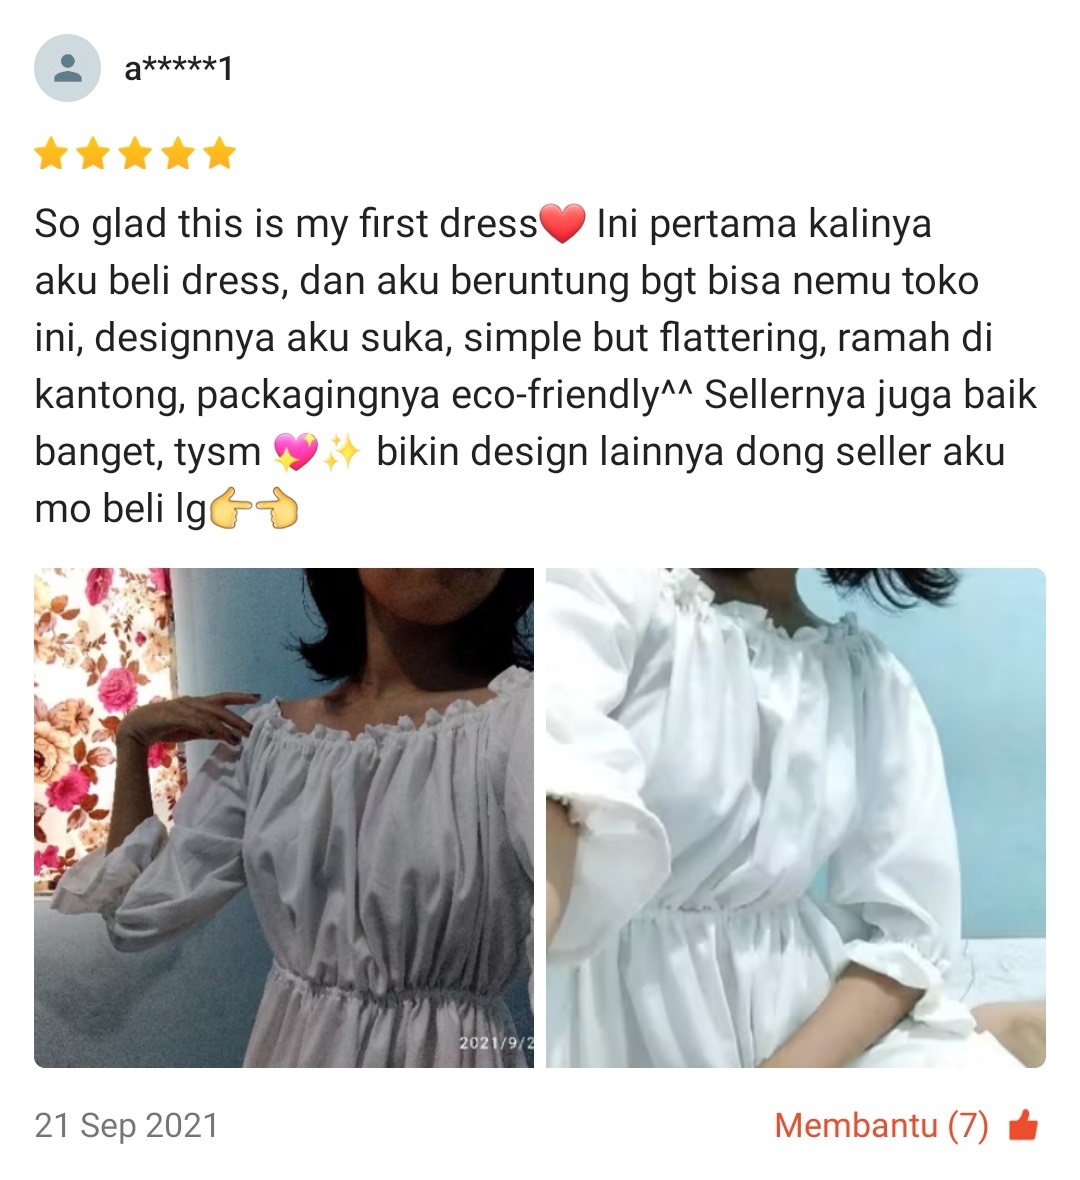 a*****1
So glad this is my first dress❤️ Ini pertama kalinya
aku beli dress, dan aku beruntung bgt bisa nemu toko
ini, designnya aku suka, simple but flattering, ramah di
kantong, packagingnya eco-friendly^^ Sellernya juga baik
banget, tysm 💖✨ bikin design lainnya dong seller aku
mo beli lg👉👈
2021/9/2
21 Sep 2021
Membantu (7)